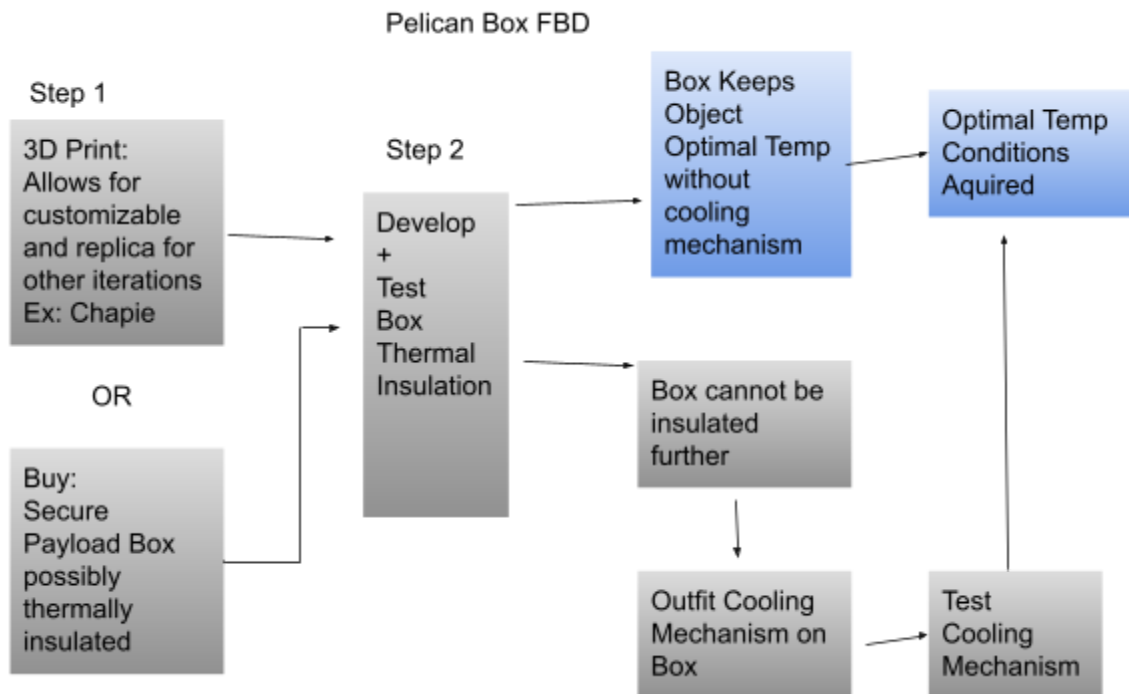 Pelican Box FBD
Step 1
3D Print:
Allows for
customizable
and replica for
other iterations
Ex: Chapie
OR
Buy:
Secure
Payload Box
possibly
thermally
insulated
Step 2
Develop
+
Test
Box
Thermal
Insulation
Box Keeps
Object
Optimal Temp
without
cooling
mechanism
Optimal Temp
Conditions
Aquired
Box cannot be
insulated
further
Outfit Cooling
Mechanism on
Box
Test
Cooling
Mechanism